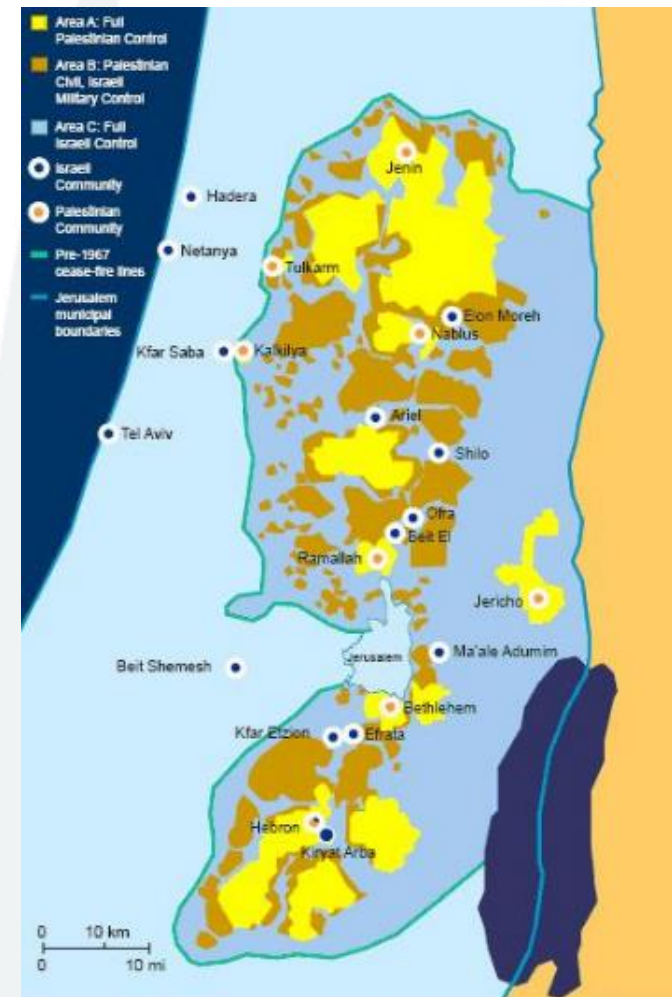 Area A: Full
Palestinian Control
Area B: Palestinian
Civil, Israeli
Military Control
Area C: Full
Israeli Control
Israeli
Community
Palestinian
Community
Pre-1967
cease-fire lines
Jerusalem
municipal
boundaries
Jenin
Hadera
Netanya
Tulkarm
Elon Moreh
Nablus
Kfar Saba
Kalkilya
Ariel
Tel Aviv
Shilo
Ofra
Beit El
Ramallah
Jericho
Jerusalem
Ma'ale Adumim
Beit Shemesh
Bethlehem
Kfar Etzion
Efrata
Hebron
Kiryat Arba
0 10 km
0 10 mi